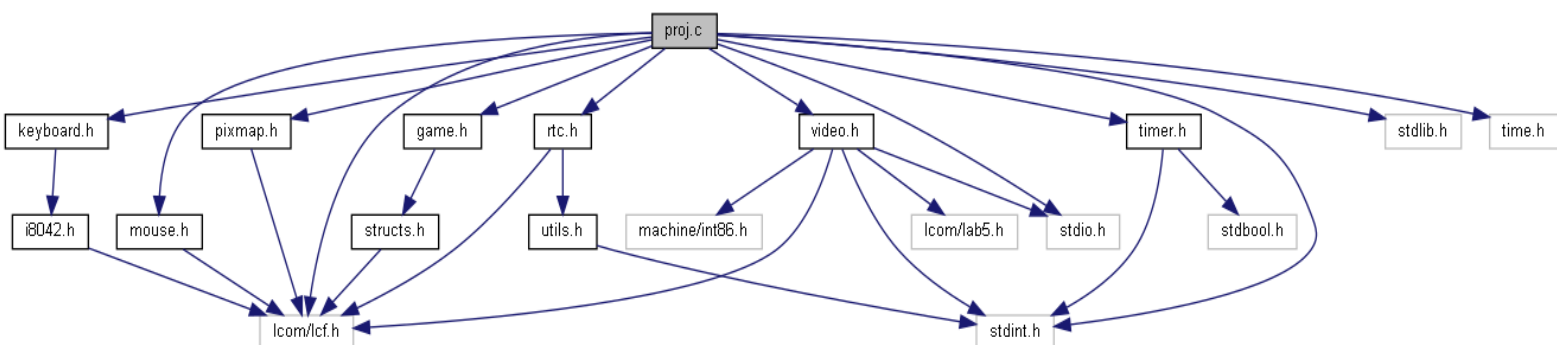 proj.c
keyboard.h
pixmap.h
game.h
rtc.h
video.h
timer.h
stdlib.h
time.h
i8042.h
mouse.h
structs.h
utils.h
machine/int86.h
lcom/lab5.h
stdio.h
stdbool.h
lcom/lcf.h
stdint.h